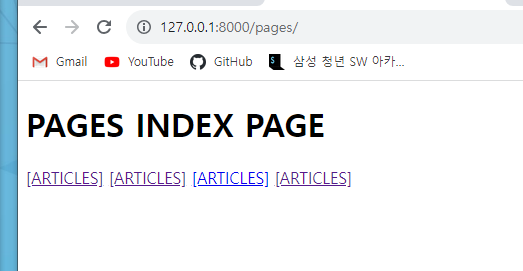 127.0.0.1:8000/pages/
Gmail YouTube GitHub 삼성 청년 SW 아카...
PAGES INDEX PAGE
[ARTICLES] [ARTICLES] [ARTICLES] [ARTICLES]